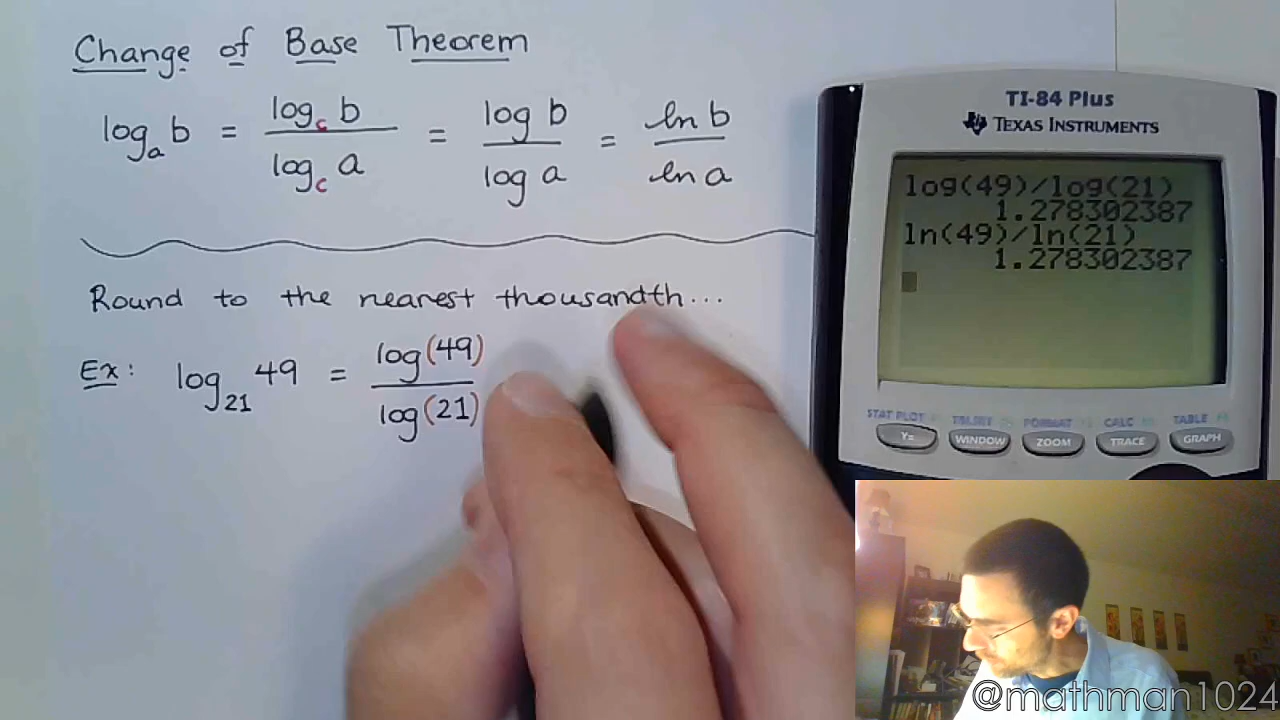 Change of Base Theorem
logₐ b = log_c b / log_c a = log b / log a = ln b / ln a
Round to the nearest thousandth...
Ex: log₂₁ 49 = log(49) / log(21)
TI-84 Plus
TEXAS INSTRUMENTS
log(49)/log(21)
1.278302387
ln(49)/ln(21)
1.278302387
STAT PLOT TBLSET FORMAT CALC TABLE
Y= WINDOW ZOOM TRACE GRAPH
@mathman1024